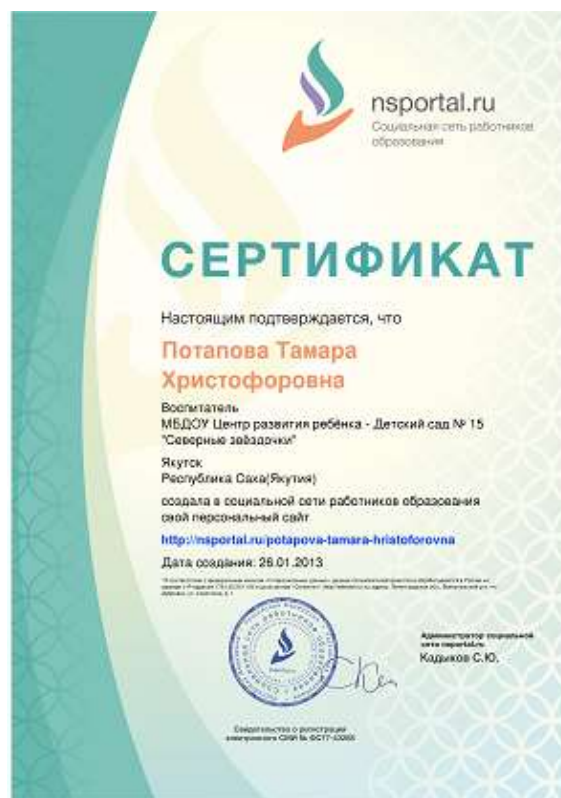 nsportal.ru
Социальная сеть работников
образования
СЕРТИФИКАТ
Настоящим подтверждается, что
Потапова Тамара
Христофоровна
Воспитатель
МБДОУ Центр развития ребёнка - Детский сад № 15
"Северные звёздочки"
Якутск
Республика Саха(Якутия)
создала в социальной сети работников образования
свой персональный сайт
http://nsportal.ru/potapova-tamara-hristoforovna
Дата создания: 26.01.2013
Администратор социальной
сети nsportal.ru
Кадыков С.Ю.
Свидетельство о регистрации
электронного СМИ №